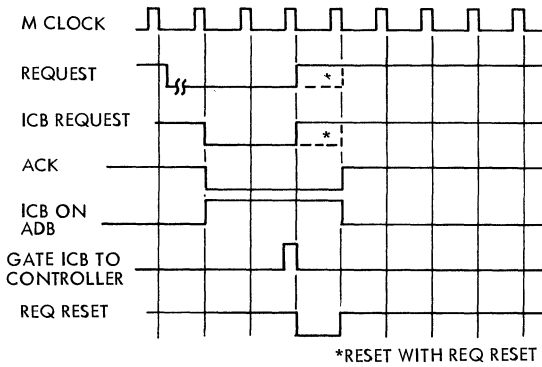 M CLOCK
REQUEST
*
ICB REQUEST
*
ACK
ICB ON
ADB
GATE ICB TO
CONTROLLER
REQ RESET
*RESET WITH REQ RESET